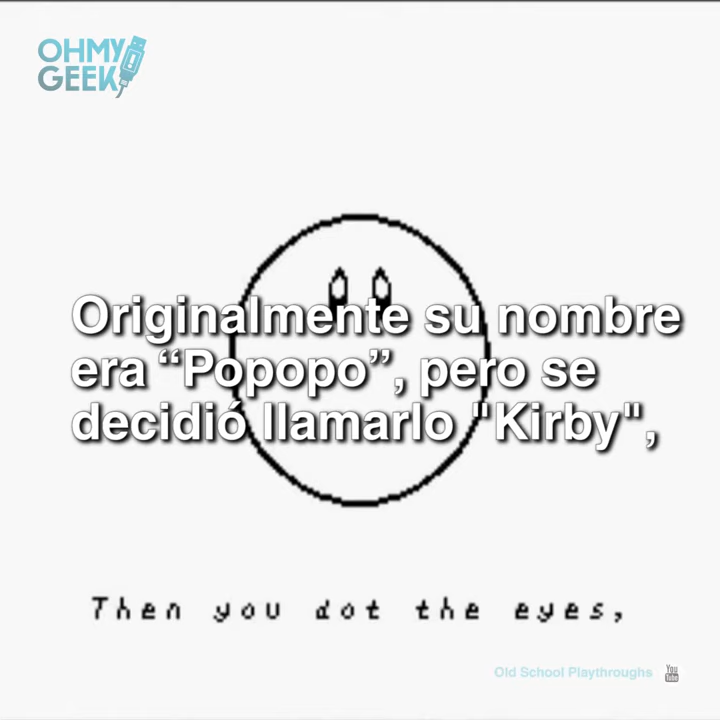 OHMY
GEEK
Originalmente su nombre
era “Popopo”, pero se
decidió llamarlo "Kirby",
Then you dot the eyes,
Old School Playthroughs You
Tube